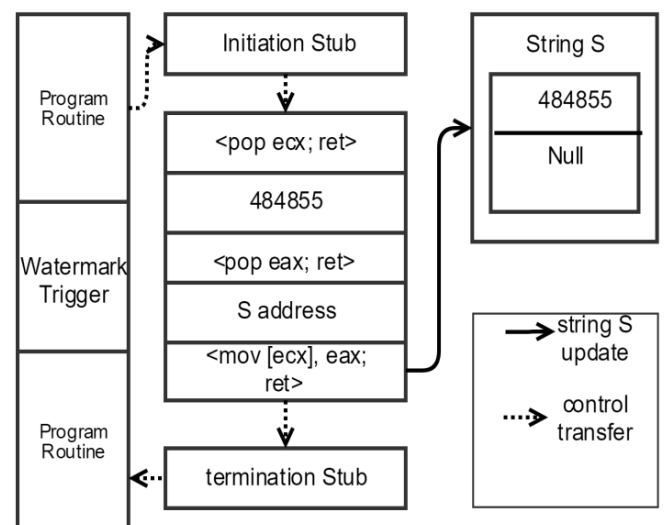 Program
Routine
Watermark
Trigger
Program
Routine
Initiation Stub
<pop ecx; ret>
484855
<pop eax; ret>
S address
<mov [ecx], eax;
ret>
termination Stub
String S
484855
Null
string S
update
control
transfer